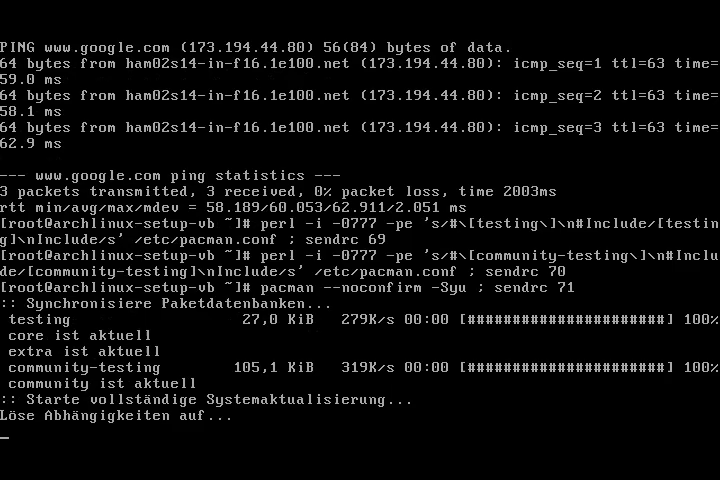 PING www.google.com (173.194.44.80) 56(84) bytes of data.
64 bytes from ham02s14-in-f16.1e100.net (173.194.44.80): icmp_seq=1 ttl=63 time=
59.0 ms
64 bytes from ham02s14-in-f16.1e100.net (173.194.44.80): icmp_seq=2 ttl=63 time=
58.1 ms
64 bytes from ham02s14-in-f16.1e100.net (173.194.44.80): icmp_seq=3 ttl=63 time=
62.9 ms

--- www.google.com ping statistics ---
3 packets transmitted, 3 received, 0% packet loss, time 2003ms
rtt min/avg/max/mdev = 58.189/60.053/62.911/2.051 ms
[root@archlinux-setup-vb ~]# perl -i -0777 -pe 's/#\[testing\]\n#Include/[testin
g]\nInclude/s' /etc/pacman.conf ; sendrc 69
[root@archlinux-setup-vb ~]# perl -i -0777 -pe 's/#\[community-testing\]\n#Inclu
de/[community-testing]\nInclude/s' /etc/pacman.conf ; sendrc 70
[root@archlinux-setup-vb ~]# pacman --noconfirm -Syu ; sendrc 71
:: Synchronisiere Paketdatenbanken...
 testing                      27,0 KiB   279K/s 00:00 [######################] 100%
 core ist aktuell
 extra ist aktuell
 community-testing           105,1 KiB   319K/s 00:00 [######################] 100%
 community ist aktuell
:: Starte vollständige Systemaktualisierung...
Löse Abhängigkeiten auf...
_